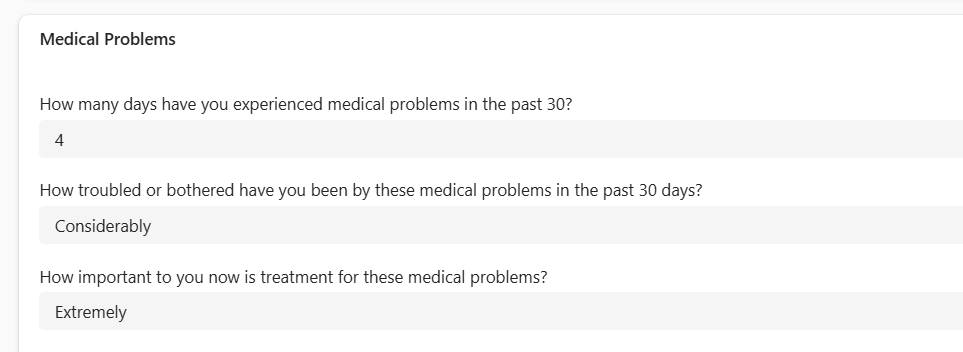 Medical Problems
How many days have you experienced medical problems in the past 30?
4
How troubled or bothered have you been by these medical problems in the past 30 days?
Considerably
How important to you now is treatment for these medical problems?
Extremely